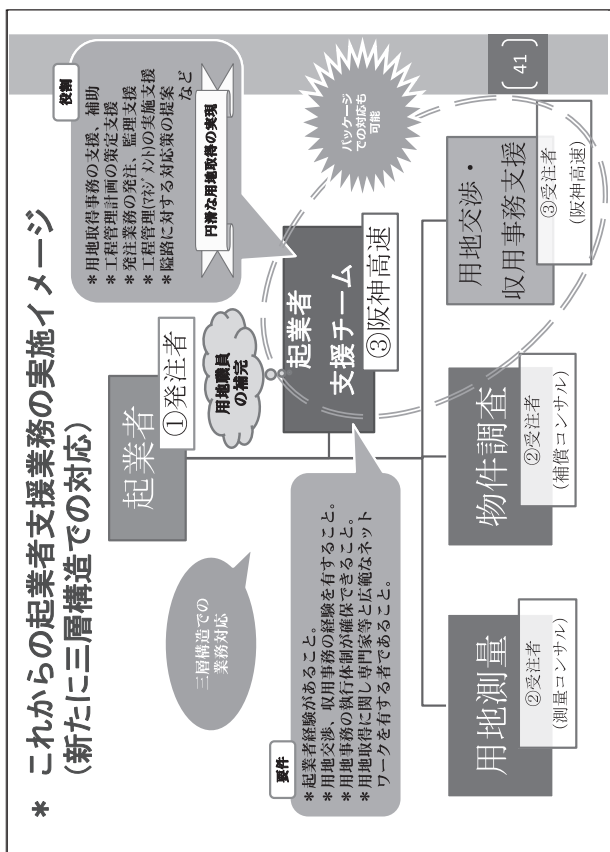 * これからの起業者支援業務の実施イメージ
(新たに三層構造での対応)
起業者
①発注者
用地職員
の補完
三層構造での
業務対応
役割
*用地取得事務の支援、補助
*工程管理計画の策定支援
*発注業務の発注、監理支援
*工程管理(マネジメント)の実施支援
*隘路に対する対応策の提案
など
円滑な用地取得の実現
起業者
支援チーム
③阪神高速
パッケージ
での対応も
可能
要件
*起業者経験があること。
*用地交渉、収用事務の経験を有すること。
*用地事務の執行体制が確保できること。
*用地取得に関し専門家等と広範なネット
ワークを有する者であること。
用地測量
②受注者
(測量コンサル)
物件調査
②受注者
(補償コンサル)
用地交渉・
収用事務支援
③受注者
(阪神高速)
41